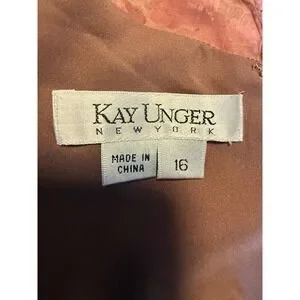 KAY UNGER
NEW YORK
MADE IN
CHINA
16